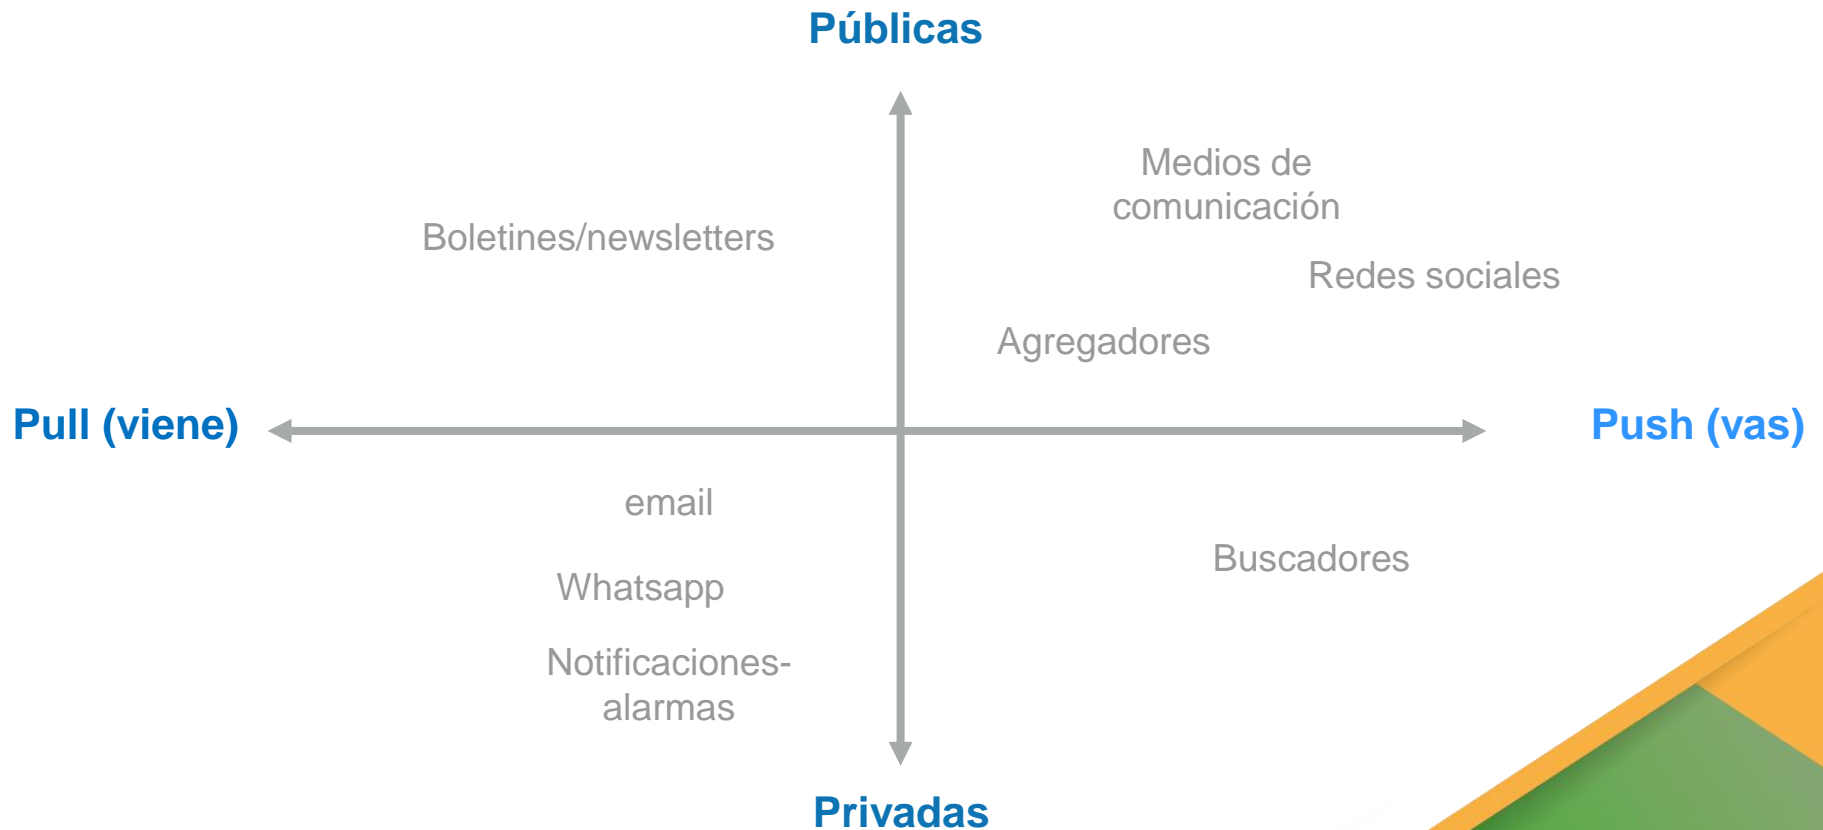 Públicas
Medios de
comunicación
Boletines/newsletters
Redes sociales
Agregadores
Pull (viene)
Push (vas)
email
Buscadores
Whatsapp
Notificaciones-
alarmas
Privadas